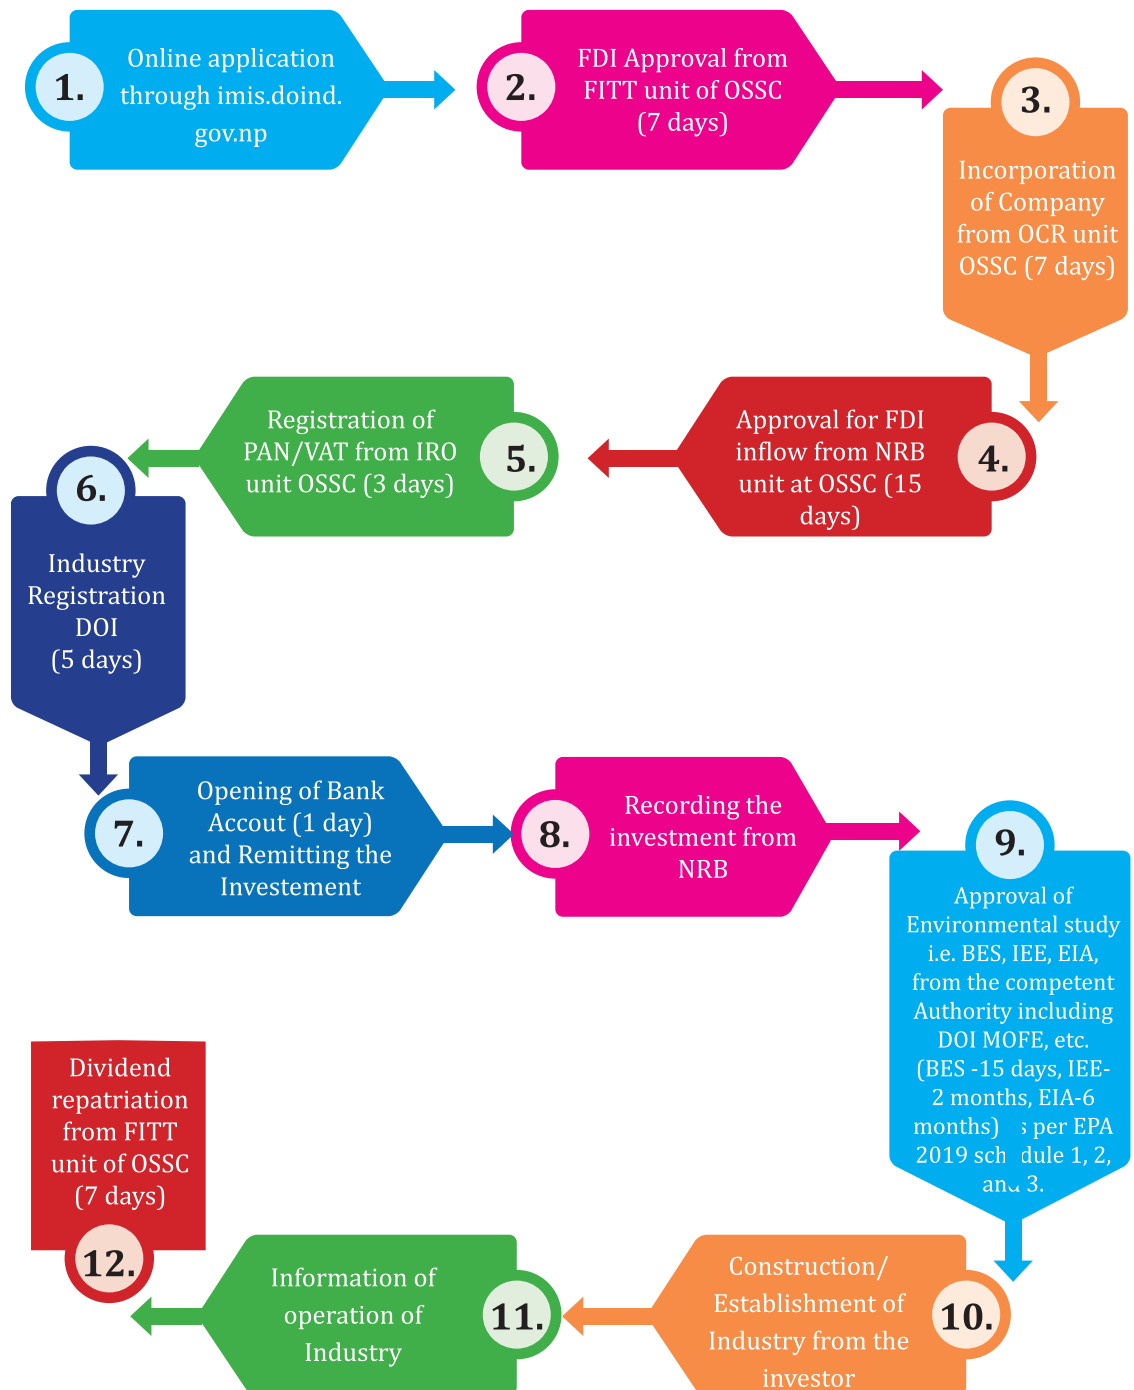 1.
Online application
through imis.doind.
gov.np
2.
FDI Approval from
FITT unit of OSSC
(7 days)
3.
Incorporation
of Company
from OCR unit
OSSC (7 days)
4.
Approval for FDI
inflow from NRB
unit at OSSC (15
days)
5.
Registration of
PAN/VAT from IRO
unit OSSC (3 days)
6.
Industry
Registration
DOI
(5 days)
7.
Opening of Bank
Accout (1 day)
and Remitting the
Investement
8.
Recording the
investment from
NRB
9.
Approval of
Environmental study
i.e. BES, IEE, EIA,
from the competent
Authority including
DOI MOFE, etc.
(BES -15 days, IEE-
2 months, EIA-6
months) per EPA
2019 1, 2,
and 3.
10.
Construction/
Establishment of
Industry from the
investor
11.
Information of
operation of
Industry
12.
Dividend
repatriation
from FITT
unit of OSSC
(7 days)